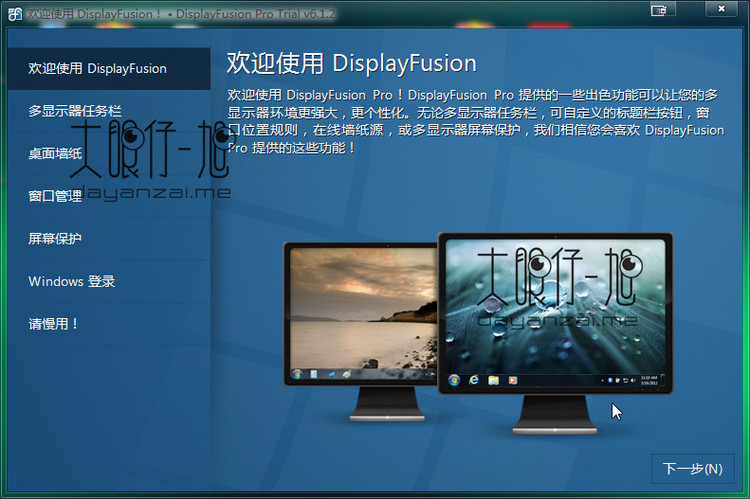 欢迎使用 DisplayFusion！• DisplayFusion Pro Trial v6.1.2
欢迎使用 DisplayFusion
多显示器任务栏
桌面墙纸
窗口管理
屏幕保护
Windows 登录
请慢用！
欢迎使用 DisplayFusion
欢迎使用 DisplayFusion Pro！DisplayFusion Pro 提供的一些出色功能可以让您的多
显示器环境更强大，更个性化。无论多显示器任务栏，可自定义的标题栏按钮，窗
口位置规则，在线墙纸源，或多显示器屏幕保护，我们相信您会喜欢 DisplayFusion
Pro 提供的这些功能！
大眼仔~旭
dayanzai.me
大眼仔~旭
dayanzai.me
下一步(N)